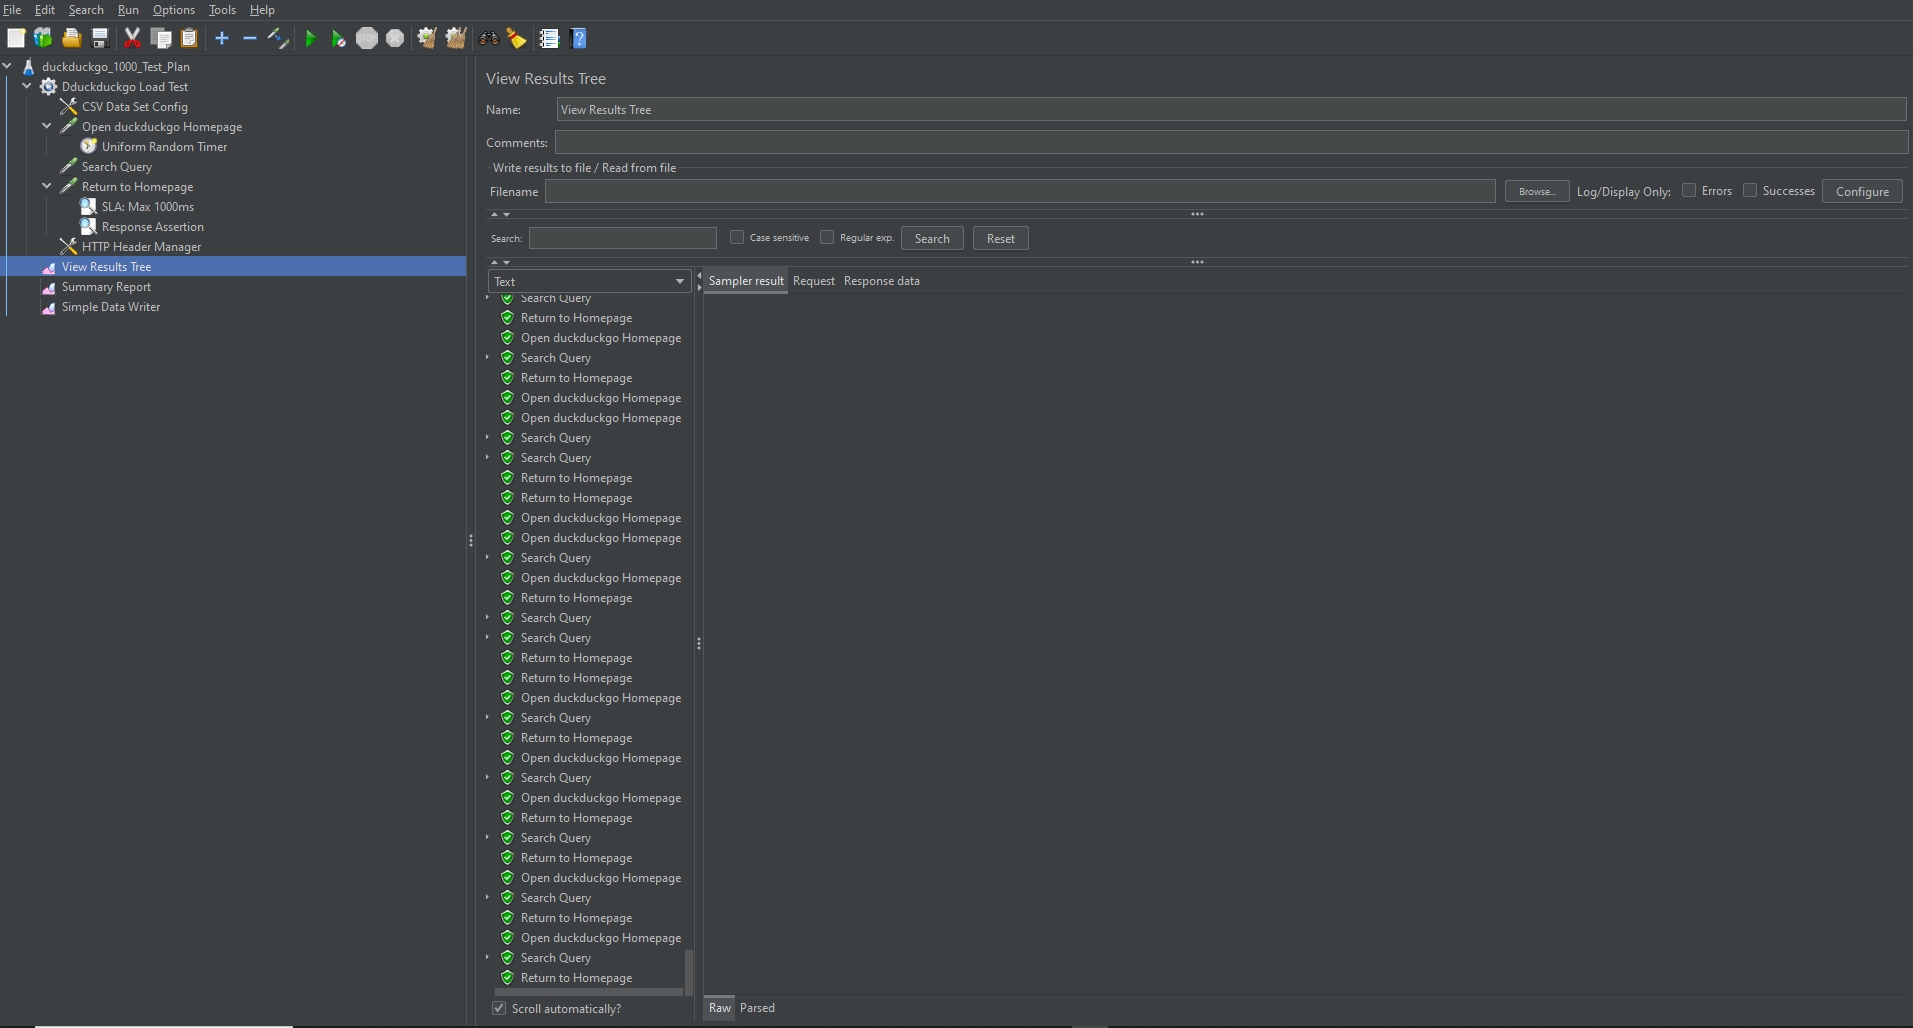 File Edit Search Run Options Tools Help
STOP
duckduckgo_1000_Test_Plan
Dduckduckgo Load Test
CSV Data Set Config
Open duckduckgo Homepage
Uniform Random Timer
Search Query
Return to Homepage
SLA: Max 1000ms
Response Assertion
HTTP Header Manager
View Results Tree
Summary Report
Simple Data Writer
View Results Tree
Name: View Results Tree
Comments:
Write results to file / Read from file
Filename Browse... Log/Display Only: Errors Successes Configure
Search: Case sensitive Regular exp. Search Reset
Text
Sampler result Request Response data
Search Query
Return to Homepage
Open duckduckgo Homepage
Search Query
Return to Homepage
Open duckduckgo Homepage
Open duckduckgo Homepage
Search Query
Search Query
Return to Homepage
Return to Homepage
Open duckduckgo Homepage
Open duckduckgo Homepage
Search Query
Open duckduckgo Homepage
Return to Homepage
Search Query
Search Query
Return to Homepage
Return to Homepage
Open duckduckgo Homepage
Search Query
Return to Homepage
Open duckduckgo Homepage
Search Query
Open duckduckgo Homepage
Return to Homepage
Search Query
Return to Homepage
Open duckduckgo Homepage
Search Query
Return to Homepage
Open duckduckgo Homepage
Search Query
Return to Homepage
Scroll automatically?
Raw Parsed